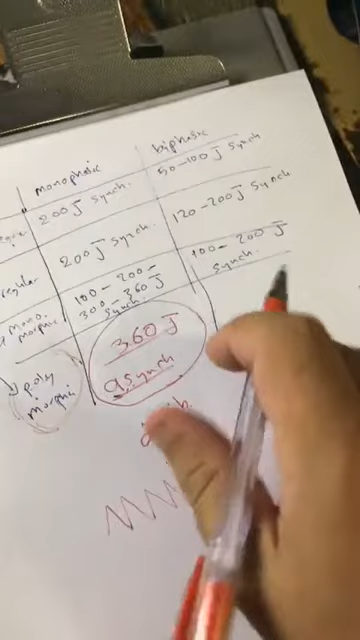 monophasic biphasic
200 J synch. 50-100 J synch
200 J synch. 120-200 J synch
100-200-
300-360 J
synch.
100-200 J
synch.
mono
morphic
360 J
asynch
poly
morphic